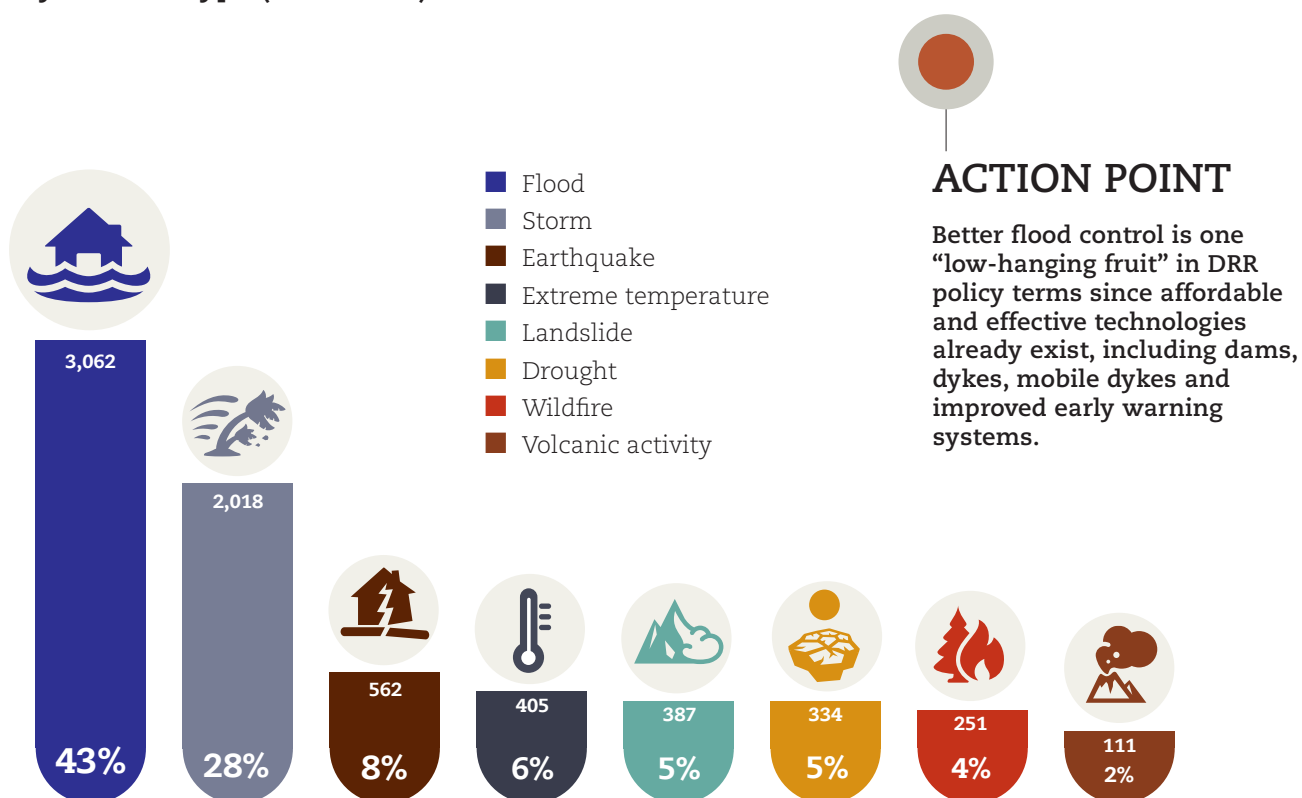 Flood
Storm
Earthquake
Extreme temperature
Landslide
Drought
Wildfire
Volcanic activity
ACTION POINT
Better flood control is one
“low-hanging fruit” in DRR
policy terms since affordable
and effective technologies
already exist, including dams,
dykes, mobile dykes and
improved early warning
systems.
3,062
43%
2,018
28%
562
8%
405
6%
387
5%
334
5%
251
4%
111
2%